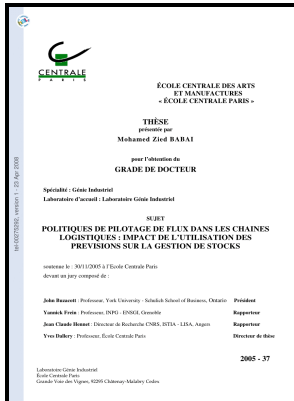 CENTRALE
PARIS
ÉCOLE CENTRALE DES ARTS
ET MANUFACTURES
« ÉCOLE CENTRALE PARIS »
THÈSE
présentée par
Mohamed Zied BABAI
pour l'obtention du
GRADE DE DOCTEUR
Spécialité : Génie Industriel
Laboratoire d'accueil : Laboratoire Génie Industriel
SUJET
POLITIQUES DE PILOTAGE DE FLUX DANS LES CHAINES
LOGISTIQUES : IMPACT DE L'UTILISATION DES
PREVISIONS SUR LA GESTION DE STOCKS
soutenue le : 30/11/2005 à l'Ecole Centrale Paris
devant un jury composé de :
John Buzacott : Professeur, York University - Schulich School of Business, Ontario Président
Yannick Frein : Professeur, INPG - ENSGI, Grenoble Rapporteur
Jean Claude Hennet : Directeur de Recherche CNRS, ISTIA - LISA, Angers Rapporteur
Yves Dallery : Professeur, École Centrale Paris Directeur de thèse
2005 - 37
Laboratoire Génie Industriel
École Centrale Paris
Grande Voie des Vignes, 92295 Châtenay-Malabry Cedex
tel-00275292, version 1 - 23 Apr 2008